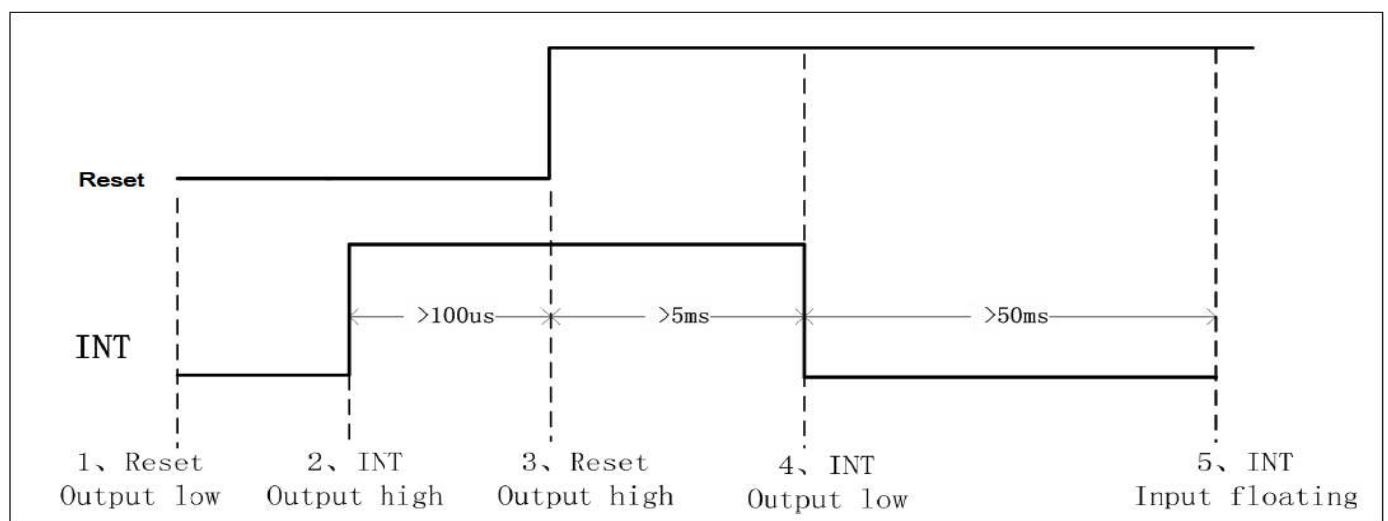 Reset
>100us
>5ms
>50ms
INT
1、Reset
Output low
2、INT
Output high
3、Reset
Output high
4、INT
Output low
5、INT
Input floating